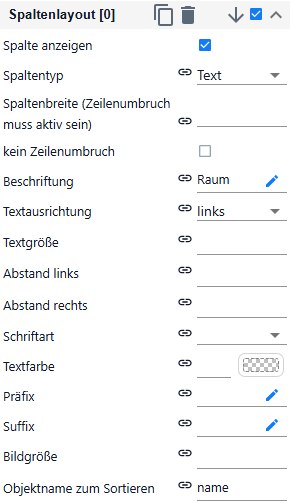 Spaltenlayout [0]
Spalte anzeigen
Spaltentyp Text
Spaltenbreite (Zeilenumbruch
muss aktiv sein)
kein Zeilenumbruch
Beschriftung Raum
Textausrichtung links
Textgröße
Abstand links
Abstand rechts
Schriftart
Textfarbe
Präfix
Suffix
Bildgröße
Objektname zum Sortieren name